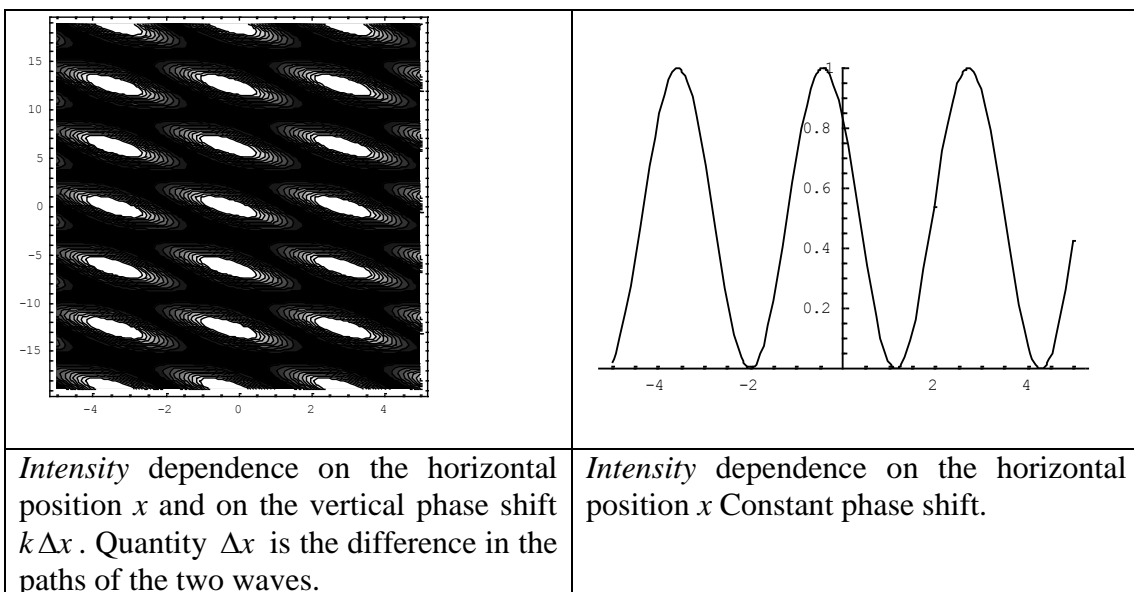 15
10
5
0
-5
-10
-15
-4 -2 0 2 4
1
0.8
0.6
0.4
0.2
-4 -2 2 4
Intensity dependence on the horizontal
position x and on the vertical phase shift
k Δx . Quantity Δx is the difference in the
paths of the two waves.
Intensity dependence on the horizontal
position x Constant phase shift.